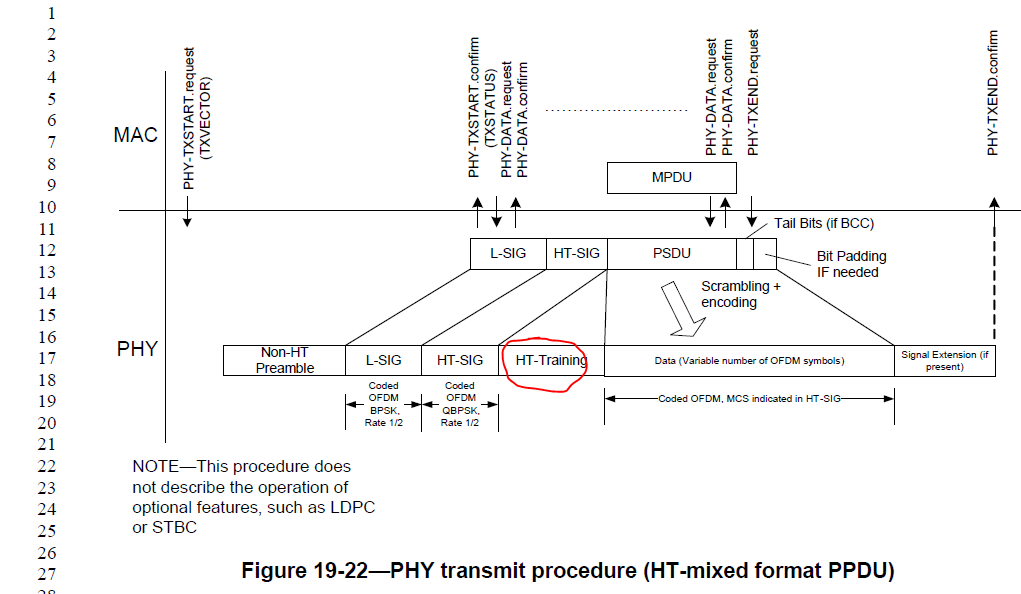 1
2
3
4
5
6
7
8
9
10
11
12
13
14
15
16
17
18
19
20
21
22
23
24
25
26
27
MAC
PHY-TXSTART.request
(TXVECTOR)
PHY-TXSTART.confirm
(TXSTATUS)
PHY-DATA.request
PHY-DATA.confirm
PHY-DATA.request
PHY-DATA.confirm
PHY-TXEND.request
PHY-TXEND.confirm
MPDU
Tail Bits (if BCC)
L-SIG
HT-SIG
PSDU
Bit Padding
IF needed
Scrambling +
encoding
PHY
Non-HT
Preamble
L-SIG
HT-SIG
HT-Training
Data (Variable number of OFDM symbols)
Signal Extension (if
present)
Coded
OFDM
BPSK,
Rate 1/2
Coded
OFDM
QBPSK,
Rate 1/2
Coded OFDM, MCS indicated in HT-SIG
NOTE—This procedure does
not describe the operation of
optional features, such as LDPC
or STBC
Figure 19-22—PHY transmit procedure (HT-mixed format PPDU)